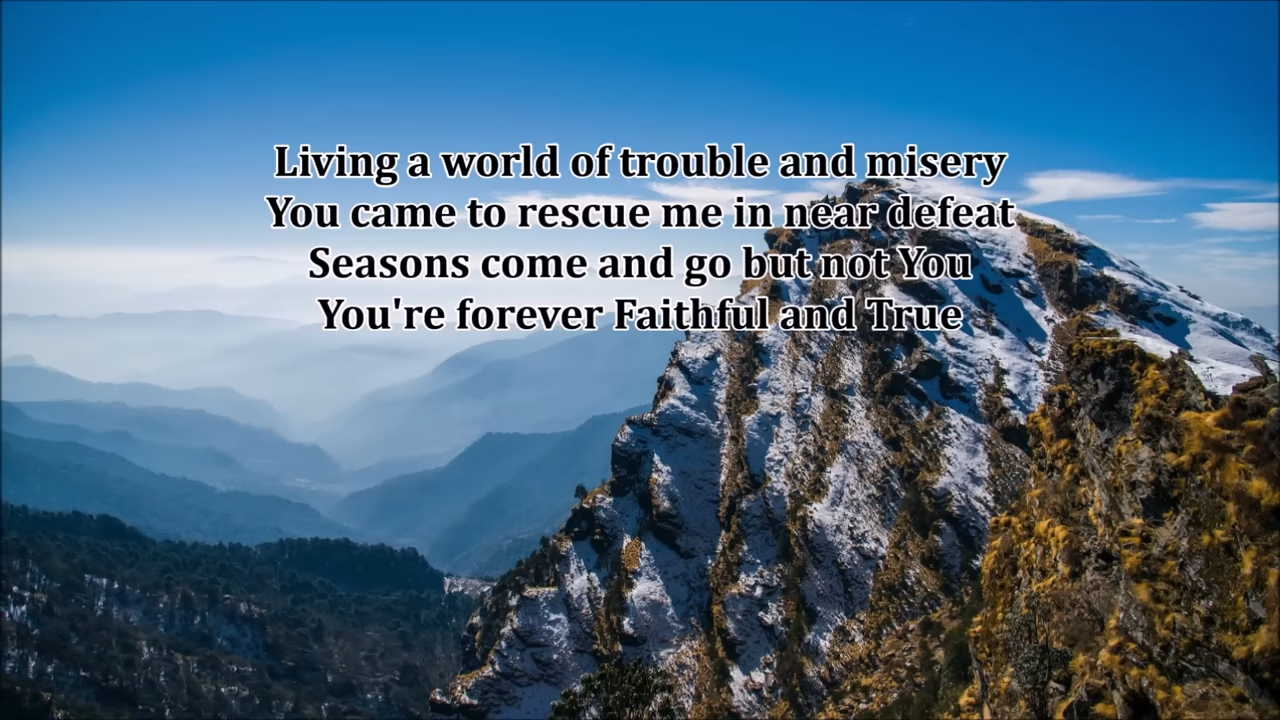 Living a world of trouble and misery
You came to rescue me in near defeat
Seasons come and go but not You
You're forever Faithful and True